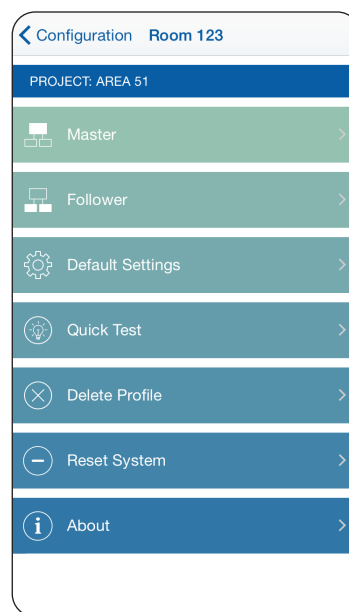 Configuration Room 123
PROJECT: AREA 51
Master
Follower
Default Settings
Quick Test
Delete Profile
Reset System
About